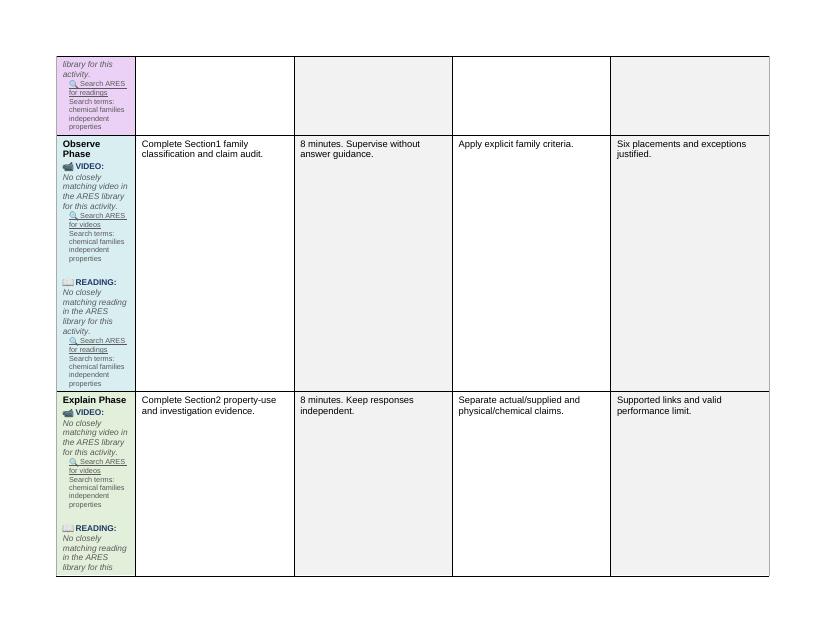 library for this
activity.
🔍 Search ARES
for readings
Search terms:
chemical families
independent
properties
Observe
Phase
📹 VIDEO:
No closely
matching video in
the ARES library
for this activity.
🔍 Search ARES
for videos
Search terms:
chemical families
independent
properties
📖 READING:
No closely
matching reading
in the ARES
library for this
activity.
🔍 Search ARES
for readings
Search terms:
chemical families
independent
properties
Complete Section1 family
classification and claim audit.
8 minutes. Supervise without
answer guidance.
Apply explicit family criteria.
Six placements and exceptions
justified.
Explain Phase
📹 VIDEO:
No closely
matching video in
the ARES library
for this activity.
🔍 Search ARES
for videos
Search terms:
chemical families
independent
properties
📖 READING:
No closely
matching reading
in the ARES
library for this
Complete Section2 property-use
and investigation evidence.
8 minutes. Keep responses
independent.
Separate actual/supplied and
physical/chemical claims.
Supported links and valid
performance limit.